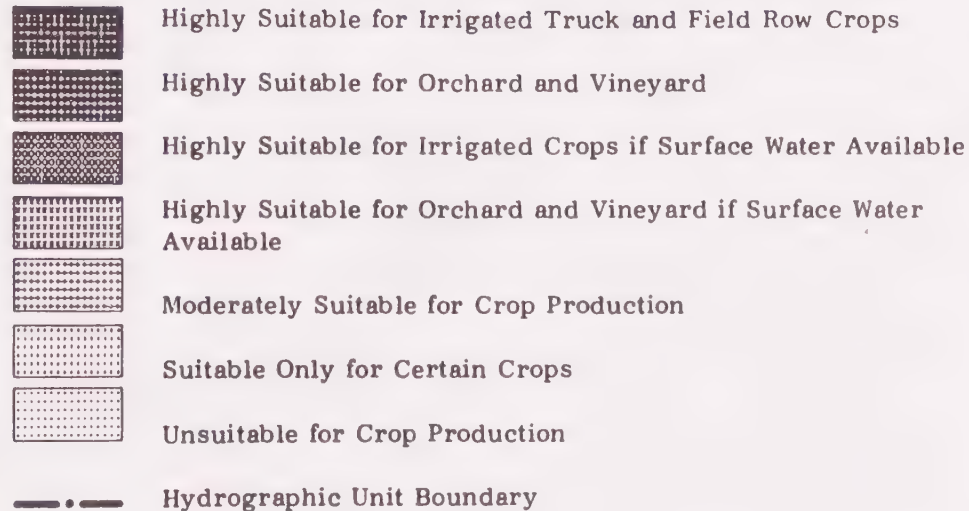 Highly Suitable for Irrigated Truck and Field Row Crops
Highly Suitable for Orchard and Vineyard
Highly Suitable for Irrigated Crops if Surface Water Available
Highly Suitable for Orchard and Vineyard if Surface Water
Available
Moderately Suitable for Crop Production
Suitable Only for Certain Crops
Unsuitable for Crop Production
Hydrographic Unit Boundary